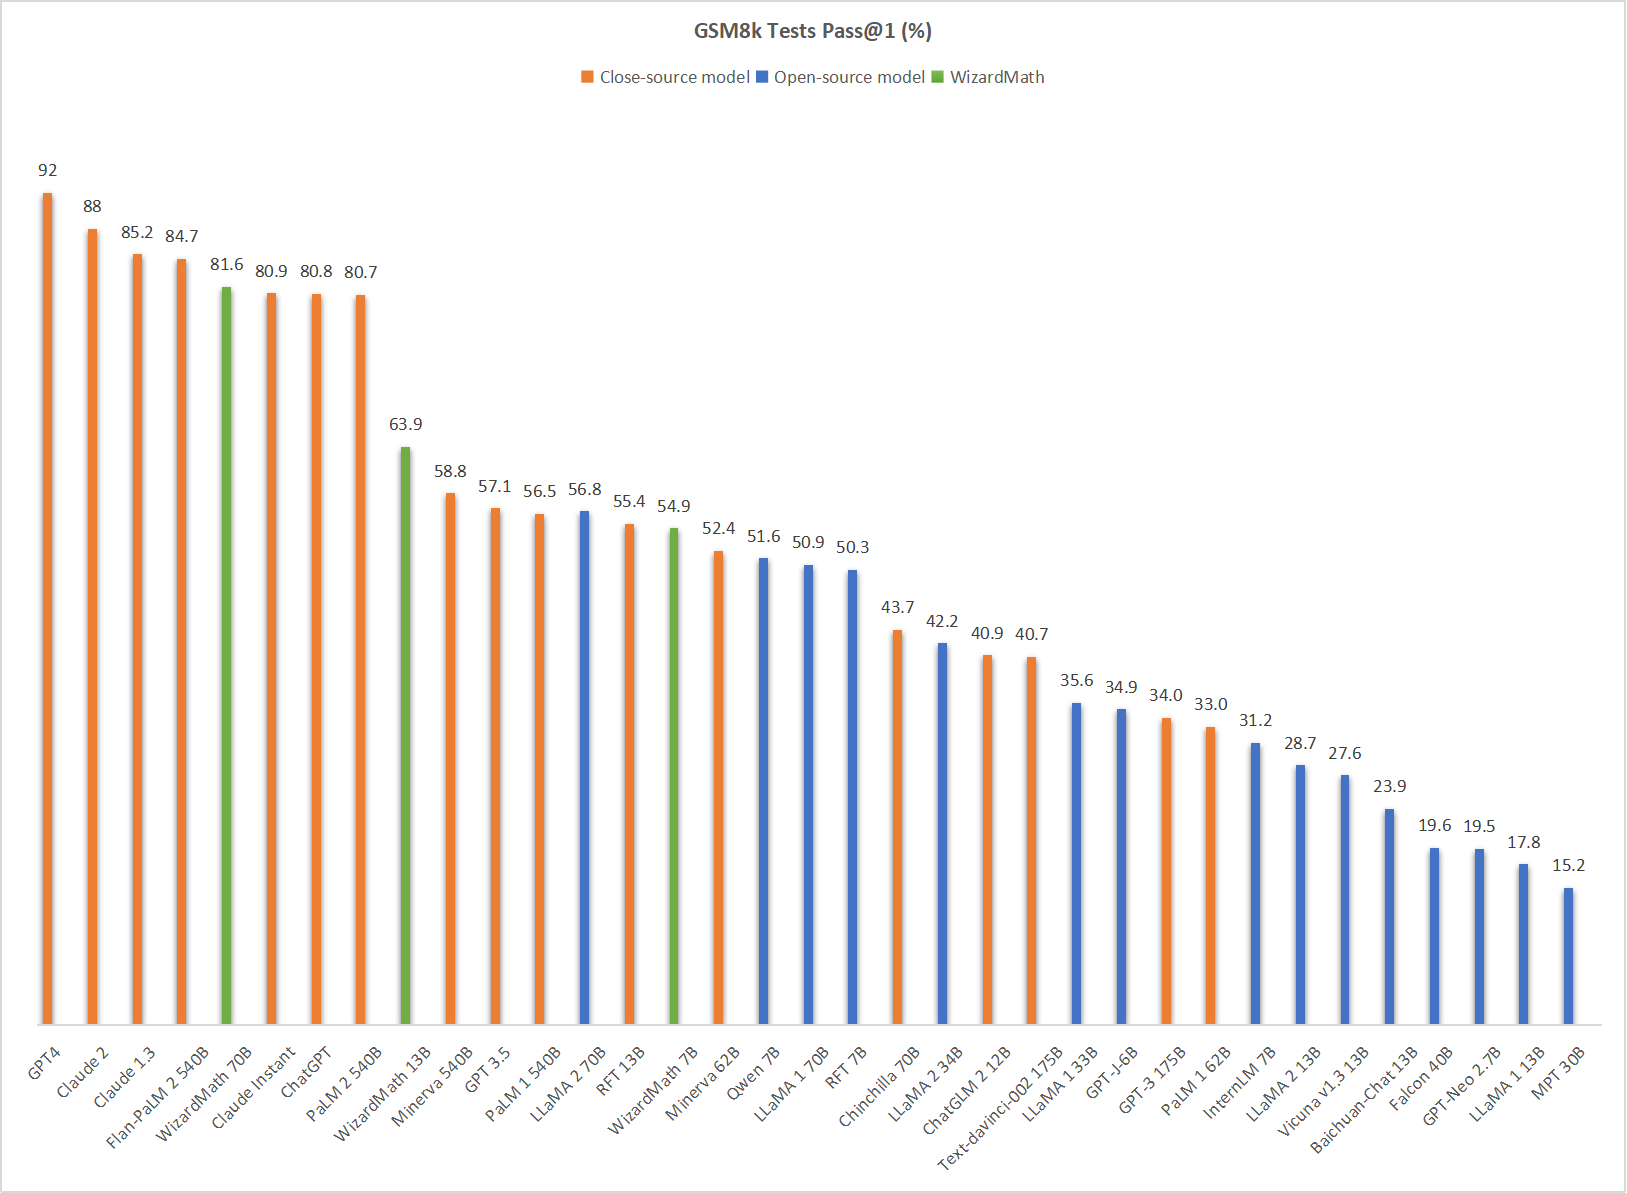 GSM8k Tests Pass@1 (%)
Close-source model Open-source model WizardMath
92
88
85.2
84.7
81.6
80.9
80.8
80.7
63.9
58.8
57.1
56.5
56.8
55.4
54.9
52.4
51.6
50.9
50.3
43.7
42.2
40.9
40.7
35.6
34.9
34.0
33.0
31.2
28.7
27.6
23.9
19.6
19.5
17.8
15.2
GPT4
Claude 2
Claude 1.3
Flan-PaLM 2 540B
WizardMath 70B
Claude Instant
ChatGPT
PaLM 2 540B
WizardMath 13B
Minerva 540B
GPT 3.5
PaLM 1 540B
LLaMA 2 70B
RFT 13B
WizardMath 7B
Minerva 62B
Qwen 7B
LLaMA 1 70B
RFT 7B
Chinchilla 70B
LLaMA 2 34B
ChatGLM 2 12B
Text-davinci-002 175B
LLaMA 1 33B
GPT-J-6B
GPT-3 175B
PaLM 1 62B
InternLM 7B
LLaMA 2 13B
Vicuna v1.3 13B
Baichuan-Chat 13B
Falcon 40B
GPT-Neo 2.7B
LLaMA 1 13B
MPT 30B